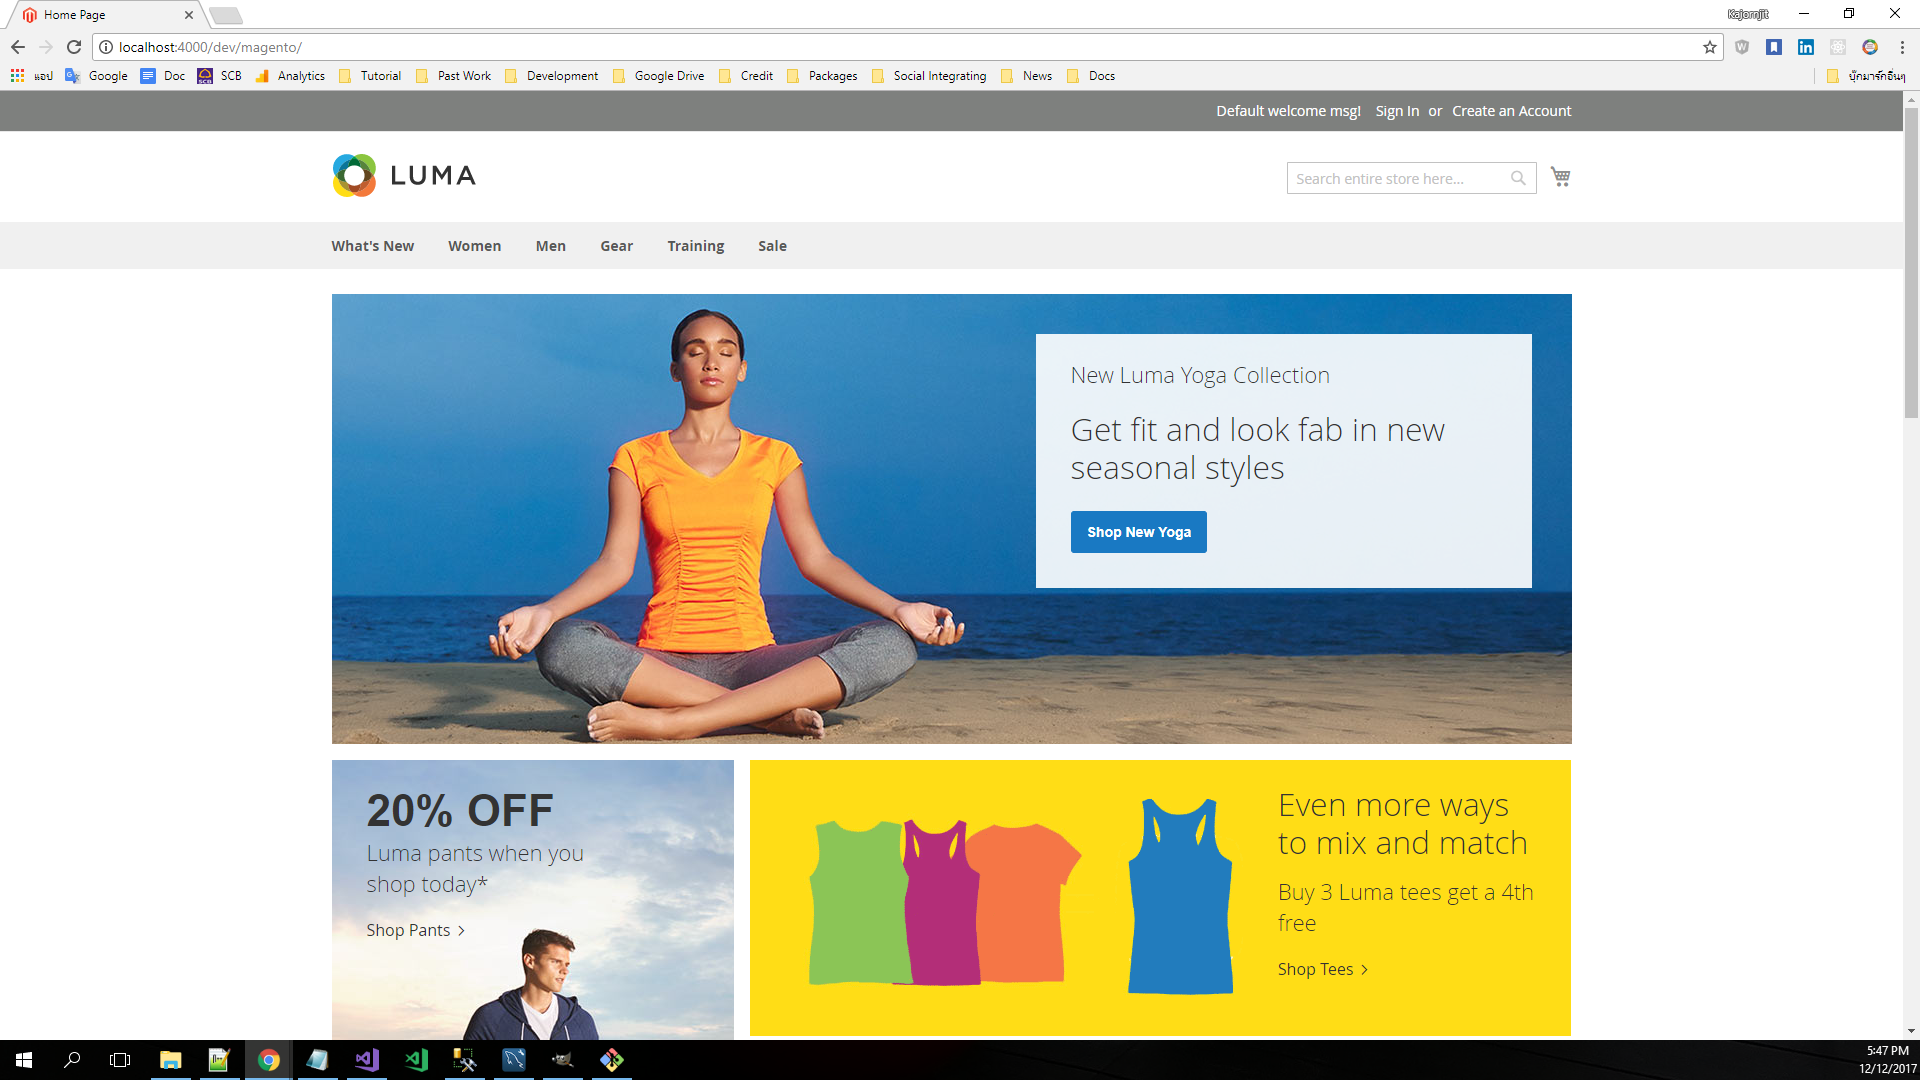 Home Page
Kajornjit
localhost:4000/dev/magento/
แอป Google Doc SCB Analytics Tutorial Past Work Development Google Drive Credit Packages Social Integrating News Docs บุ๊กมาร์กอื่นๆ
Default welcome msg! Sign In or Create an Account
LUMA
Search entire store here...
What's New Women Men Gear Training Sale
New Luma Yoga Collection
Get fit and look fab in new
seasonal styles
Shop New Yoga
20% OFF
Luma pants when you
shop today*
Shop Pants
Even more ways
to mix and match
Buy 3 Luma tees get a 4th
free
Shop Tees
5:47 PM
12/12/2017